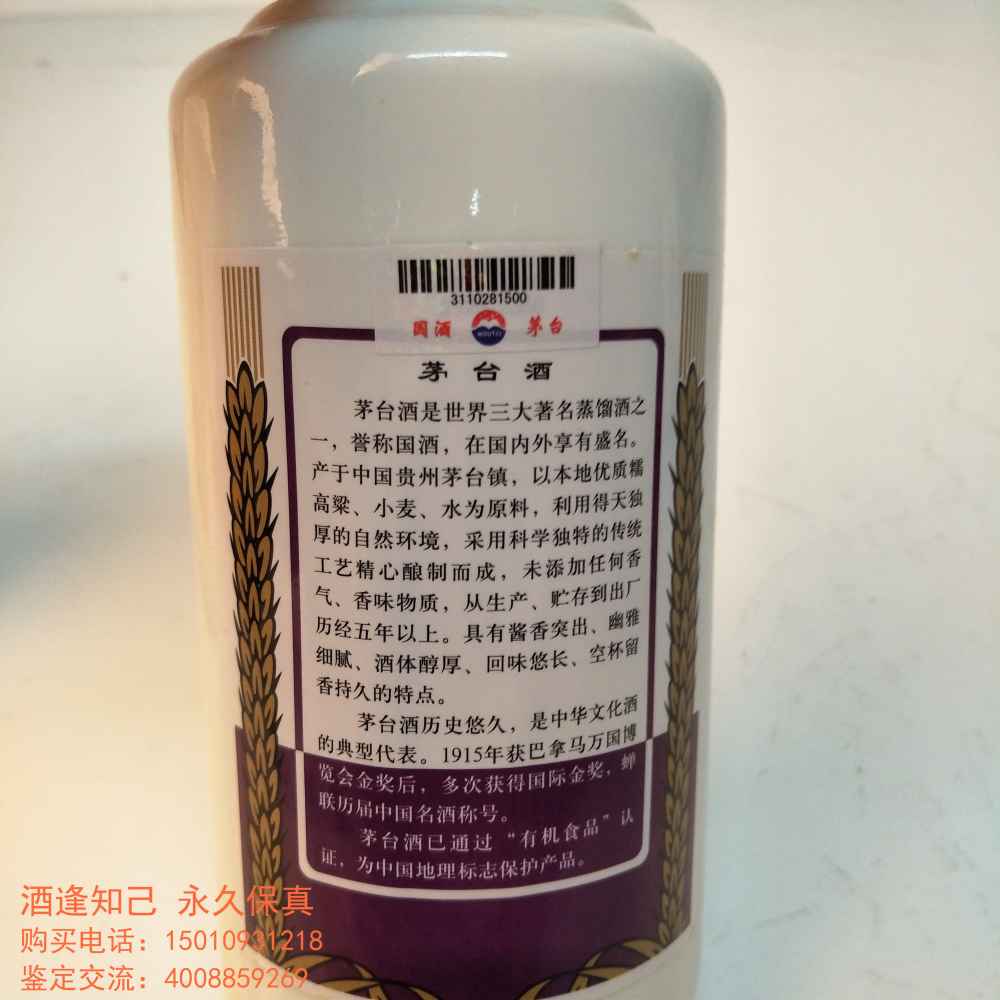 3110281500
国酒 MOUTAI 茅台
茅台酒
茅台酒是世界三大著名蒸馏酒之
一，誉称国酒，在国内外享有盛名。
产于中国贵州茅台镇，以本地优质糯
高粱、小麦、水为原料，利用得天独
厚的自然环境，采用科学独特的传统
工艺精心酿制而成，未添加任何香
气、香味物质，从生产、贮存到出厂
历经五年以上。具有酱香突出、幽雅
细腻、酒体醇厚、回味悠长、空杯留
香持久的特点。
茅台酒历史悠久，是中华文化酒
的典型代表。1915年获巴拿马万国博
览会金奖后，多次获得国际金奖，蝉
联历届中国名酒称号。
茅台酒已通过“有机食品”认
证，为中国地理标志保护产品。
酒逢知己 永久保真
购买电话：15010931218
鉴定交流：4008859269